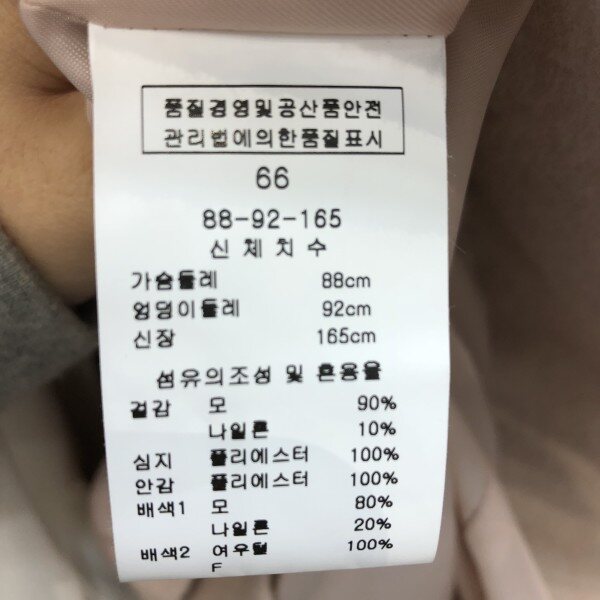 품질경영및공산품안전
관리법에의한품질표시
66
88-92-165
신체치수
가슴둘레 88cm
엉덩이둘레 92cm
신장 165cm
섬유의조성 및 혼용율
겉감 모 90%
나일론 10%
심지 폴리에스터 100%
안감 폴리에스터 100%
배색1 모 80%
나일론 20%
배색2 여우털 100%
F